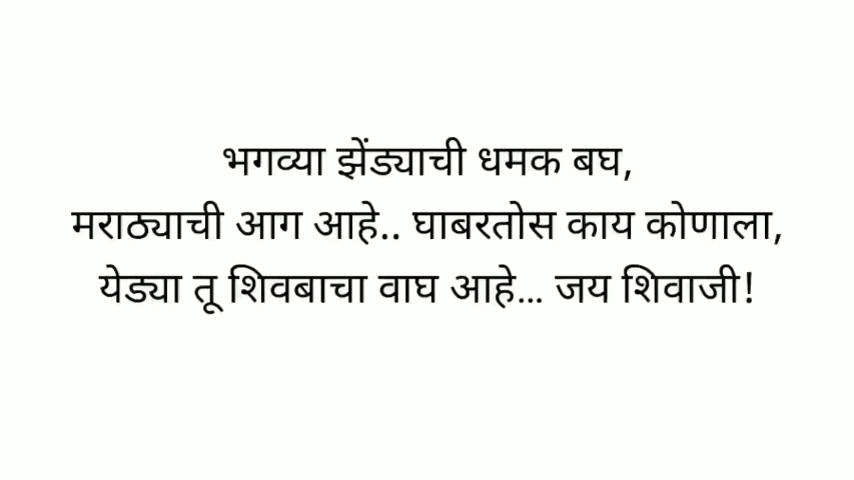 भगव्या झेंड्याची धमक बघ,
मराठ्याची आग आहे.. घाबरतोस काय कोणाला,
येड्या तू शिवबाचा वाघ आहे... जय शिवाजी!